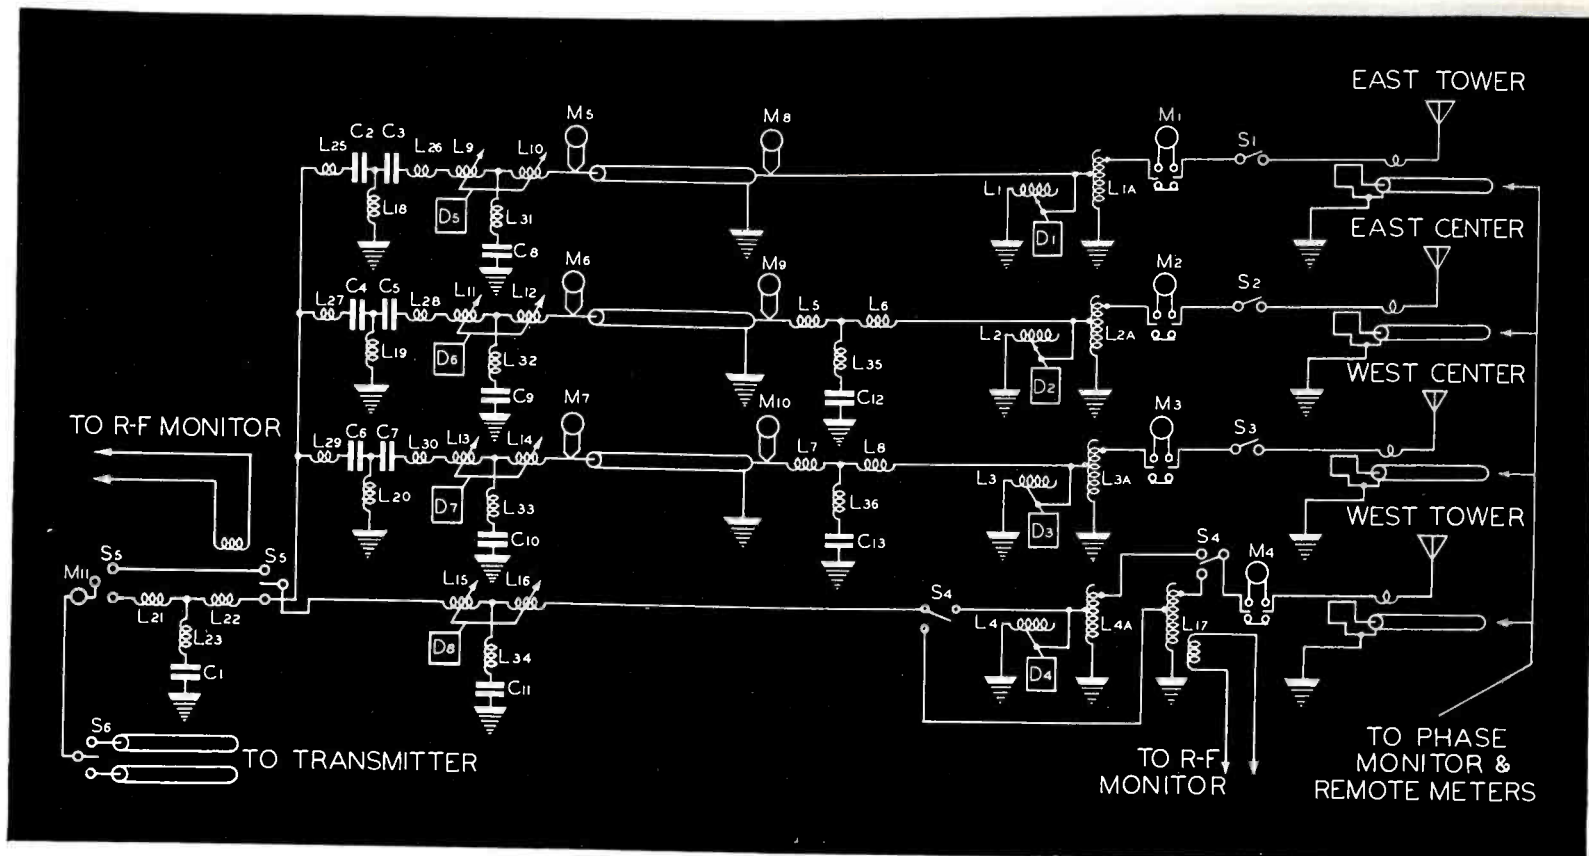 EAST TOWER
M5
M8
M1
S1
C2 C3
L25
L26 L9
L10
L18
D5
L31
C8
L1
D1
L1A
EAST CENTER
M6
M9
M2
S2
L27 C4 C5 L28 L11 L12
L5
L6
L19
D6
L32
C9
L35
C12
L2
D2
L2A
WEST CENTER
M7
M10
M3
S3
TO R-F MONITOR
L29 C6 C7 L30 L13 L14
L7
L8
L20
D7
L33
C10
L36
C13
L3
D3
L3A
WEST TOWER
S5
S5
S4
M4
M11
L15
L16
S4
L21
L22
L23
C1
D8
L34
C11
L4
D4
L4A
L17
S6
TO TRANSMITTER
TO R-F
MONITOR
TO PHASE
MONITOR &
REMOTE METERS